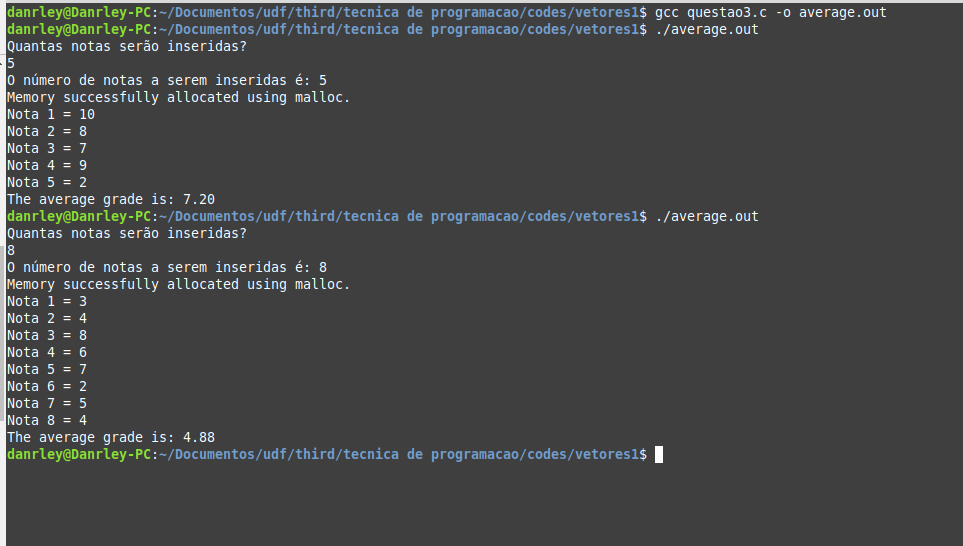 danrley@Danrley-PC:~/Documentos/udf/third/tecnica de programacao/codes/vetores1$ gcc questao3.c -o average.out
danrley@Danrley-PC:~/Documentos/udf/third/tecnica de programacao/codes/vetores1$ ./average.out
Quantas notas serão inseridas?
5
O número de notas a serem inseridas é: 5
Memory successfully allocated using malloc.
Nota 1 = 10
Nota 2 = 8
Nota 3 = 7
Nota 4 = 9
Nota 5 = 2
The average grade is: 7.20
danrley@Danrley-PC:~/Documentos/udf/third/tecnica de programacao/codes/vetores1$ ./average.out
Quantas notas serão inseridas?
8
O número de notas a serem inseridas é: 8
Memory successfully allocated using malloc.
Nota 1 = 3
Nota 2 = 4
Nota 3 = 8
Nota 4 = 6
Nota 5 = 7
Nota 6 = 2
Nota 7 = 5
Nota 8 = 4
The average grade is: 4.88
danrley@Danrley-PC:~/Documentos/udf/third/tecnica de programacao/codes/vetores1$